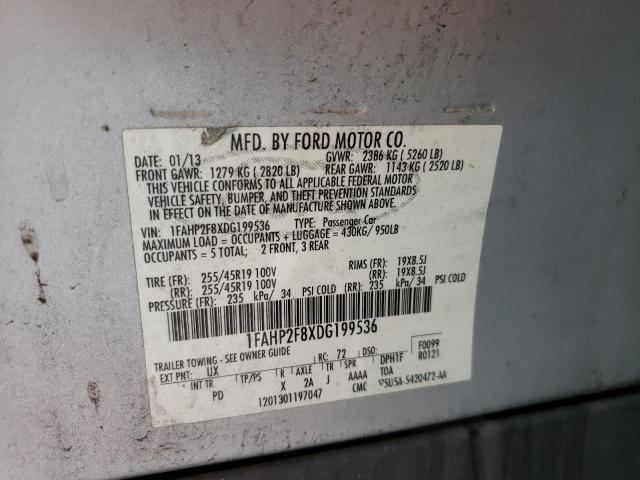 MFD. BY FORD MOTOR CO.
DATE: 01/13 GVWR: 2386 KG ( 5260 LB)
FRONT GAWR: 1279 KG ( 2820 LB) REAR GAWR: 1143 KG ( 2520 LB)
THIS VEHICLE CONFORMS TO ALL APPLICABLE FEDERAL MOTOR
VEHICLE SAFETY, BUMPER, AND THEFT PREVENTION STANDARDS
IN EFFECT ON THE DATE OF MANUFACTURE SHOWN ABOVE.
VIN: 1FAHP2F8XDG199536 TYPE: Passenger Car
MAXIMUM LOAD = OCCUPANTS + LUGGAGE = 430KG/ 950LB
OCCUPANTS = 5 TOTAL; 2 FRONT, 3 REAR
TIRE (FR): 255/45R19 100V RIMS (FR): 19X8.5J
(RR): 255/45R19 100V (RR): 19X8.5J
PRESSURE (FR): 235 kPa/ 34 PSI COLD (RR): 235 kPa/ 34 PSI COLD
1FAHP2F8XDG199536
TRAILER TOWING - SEE OWNER GUIDE F0099
EXT PNT: UX RC: 72 DSO: DPH1F R0121
INT TR TP/PS R AXLE TR SPR TOA
PD X 2A J AAAA1 CMC 5U5A-5420472-AA
1201301197047